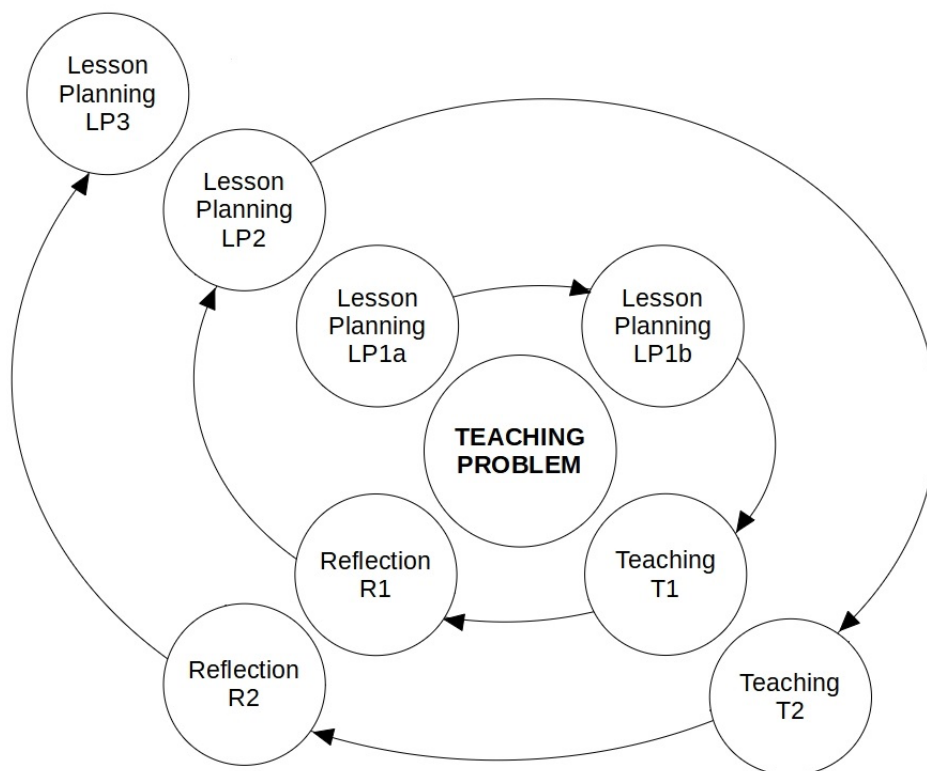 Lesson
Planning
LP3
Lesson
Planning
LP2
Lesson
Planning
LP1a
Lesson
Planning
LP1b
TEACHING
PROBLEM
Reflection
R1
Teaching
T1
Reflection
R2
Teaching
T2